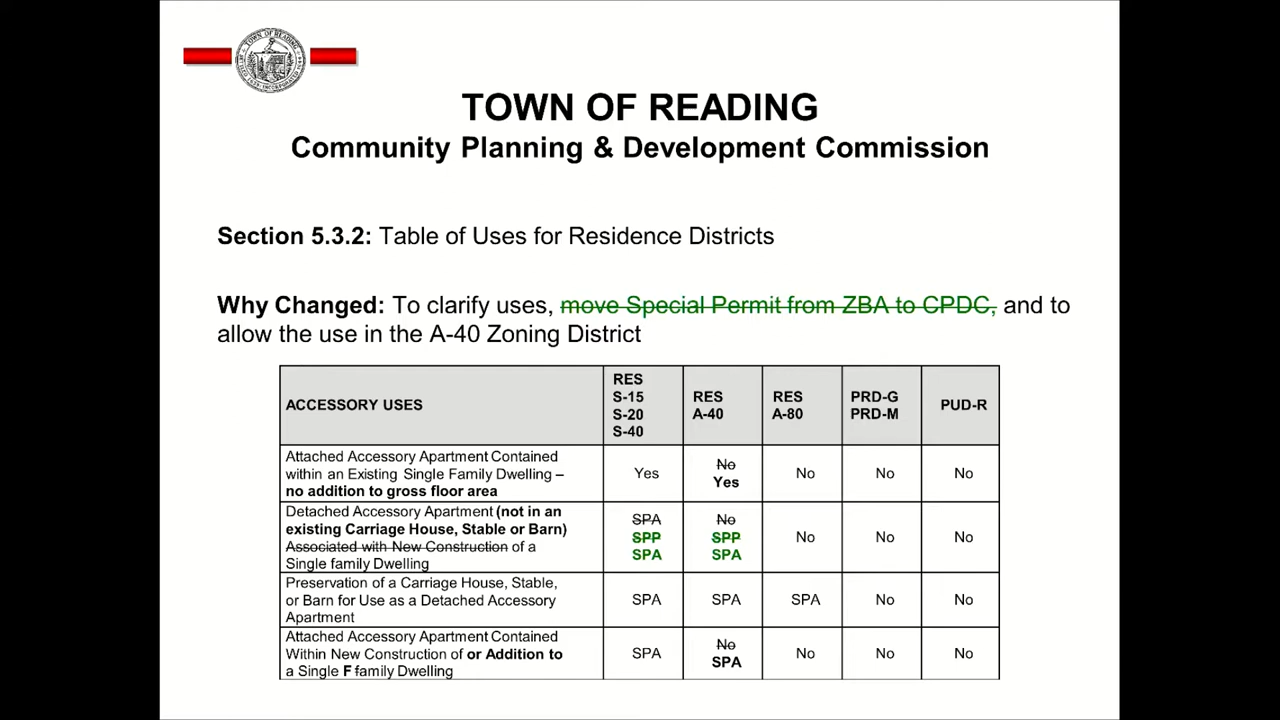 TOWN OF READING
Community Planning & Development Commission
Section 5.3.2: Table of Uses for Residence Districts
Why Changed: To clarify uses, move Special Permit from ZBA to CPDC, and to
allow the use in the A-40 Zoning District
ACCESSORY USES
RES
S-15
S-20
S-40
RES
A-40
RES
A-80
PRD-G
PRD-M
PUD-R
Attached Accessory Apartment Contained
within an Existing Single Family Dwelling –
no addition to gross floor area
Yes
No
Yes
No
No
No
Detached Accessory Apartment (not in an
existing Carriage House, Stable or Barn)
Associated with New Construction of a
Single family Dwelling
SPA
SPP
SPA
No
SPP
SPA
No
No
No
Preservation of a Carriage House, Stable,
or Barn for Use as a Detached Accessory
Apartment
SPA
SPA
SPA
No
No
Attached Accessory Apartment Contained
Within New Construction of or Addition to
a Single F family Dwelling
SPA
No
SPA
No
No
No